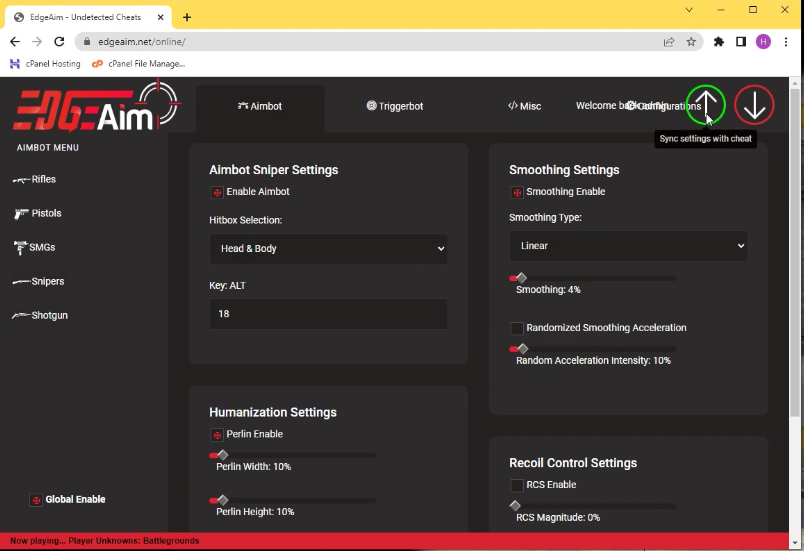 EdgeAim - Undetected Cheats
edgeaim.net/online/
H
cPanel Hosting
cPanel File Manage...
EDGEAim
Aimbot
Triggerbot
</> Misc
Welcome back admin
Configurations
Sync settings with cheat
AIMBOT MENU
Rifles
Pistols
SMGs
Snipers
Shotgun
Global Enable
Aimbot Sniper Settings
Enable Aimbot
Hitbox Selection:
Head & Body
Key: ALT
18
Smoothing Settings
Smoothing Enable
Smoothing Type:
Linear
Smoothing: 4%
Randomized Smoothing Acceleration
Random Acceleration Intensity: 10%
Humanization Settings
Perlin Enable
Perlin Width: 10%
Perlin Height: 10%
Recoil Control Settings
RCS Enable
RCS Magnitude: 0%
Now playing... Player Unknowns: Battlegrounds